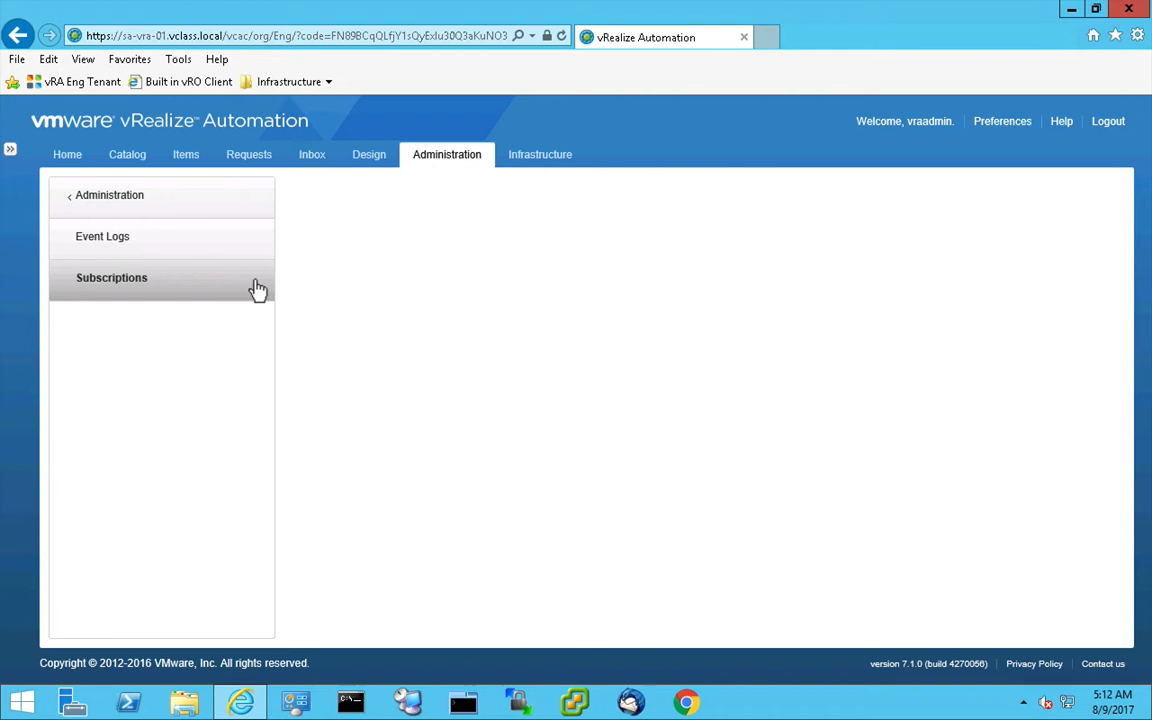 https://sa-vra-01.vclass.local/vcac/org/Eng/?code=FN89BCqQLfjY1sQyExIu30Q3aKuNO3
vRealize Automation
File Edit View Favorites Tools Help
vRA Eng Tenant Built in vRO Client Infrastructure
vmware® vRealize™ Automation
Welcome, vraadmin. Preferences Help Logout
Home Catalog Items Requests Inbox Design Administration Infrastructure
Administration
Event Logs
Subscriptions
Copyright © 2012-2016 VMware, Inc. All rights reserved.
version 7.1.0 (build 4270056) Privacy Policy Contact us
5:12 AM
8/9/2017